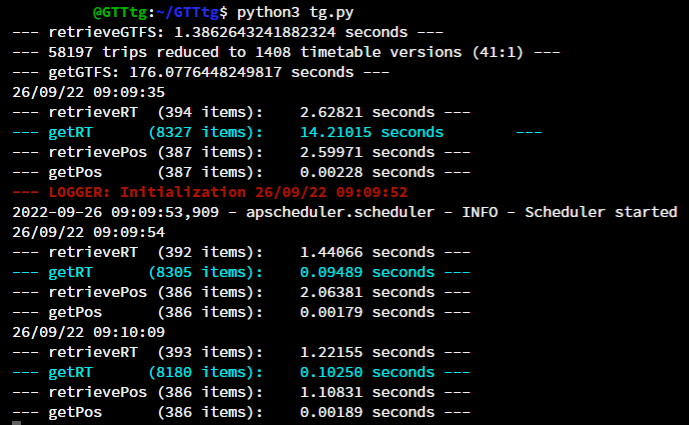 @GTTtg:~/GTTtg$ python3 tg.py
--- retrieveGTFS: 1.3862643241882324 seconds ---
--- 58197 trips reduced to 1408 timetable versions (41:1) ---
--- getGTFS: 176.0776448249817 seconds ---
26/09/22 09:09:35
--- retrieveRT  (394 items):    2.62821 seconds ---
--- getRT      (8327 items):    14.21015 seconds        ---
--- retrievePos (387 items):    2.59971 seconds ---
--- getPos      (387 items):    0.00228 seconds ---
--- LOGGER: Initialization 26/09/22 09:09:52
2022-09-26 09:09:53,909 - apscheduler.scheduler - INFO - Scheduler started
26/09/22 09:09:54
--- retrieveRT  (392 items):    1.44066 seconds ---
--- getRT      (8305 items):    0.09489 seconds ---
--- retrievePos (386 items):    2.06381 seconds ---
--- getPos      (386 items):    0.00179 seconds ---
26/09/22 09:10:09
--- retrieveRT  (393 items):    1.22155 seconds ---
--- getRT      (8180 items):    0.10250 seconds ---
--- retrievePos (386 items):    1.10831 seconds ---
--- getPos      (386 items):    0.00189 seconds ---